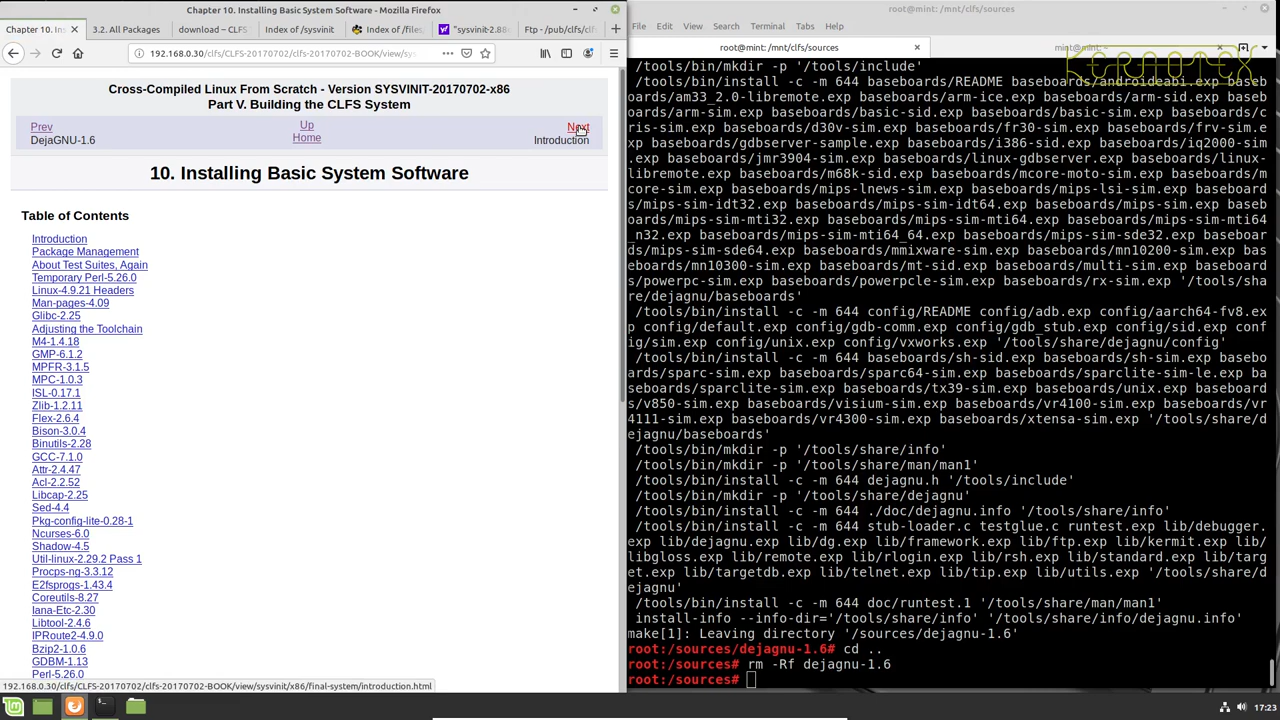 Chapter 10. Installing Basic System Software - Mozilla Firefox
Chapter 10. Ins
3.2. All Packages
download – CLFS
Index of /sysvinit
Index of /files
"sysvinit-2.88
Ftp - /pub/clfs
192.168.0.30/clfs/CLFS-20170702/clfs-20170702-BOOK/view/sys
Cross-Compiled Linux From Scratch - Version SYSVINIT-20170702-x86
Part V. Building the CLFS System
Prev
Up
Next
DejaGNU-1.6
Home
Introduction
10. Installing Basic System Software
Table of Contents
Introduction
Package Management
About Test Suites, Again
Temporary Perl-5.26.0
Linux-4.9.21 Headers
Man-pages-4.09
Glibc-2.25
Adjusting the Toolchain
M4-1.4.18
GMP-6.1.2
MPFR-3.1.5
MPC-1.0.3
ISL-0.17.1
Zlib-1.2.11
Flex-2.6.4
Bison-3.0.4
Binutils-2.28
GCC-7.1.0
Attr-2.4.47
Acl-2.2.52
Libcap-2.25
Sed-4.4
Pkg-config-lite-0.28-1
Ncurses-6.0
Shadow-4.5
Util-linux-2.29.2 Pass 1
Procps-ng-3.3.12
E2fsprogs-1.43.4
Coreutils-8.27
Iana-Etc-2.30
Libtool-2.4.6
IPRoute2-4.9.0
Bzip2-1.0.6
GDBM-1.13
Perl-5.26.0
192.168.0.30/clfs/CLFS-20170702/clfs-20170702-BOOK/view/sysvinit/x86/final-system/introduction.html
root@mint: /mnt/clfs/sources
File Edit View Search Terminal Tabs Help
root@mint: /mnt/clfs/sources
root@mint: ~
KERNOTEX
/tools/bin/mkdir -p '/tools/include'
/tools/bin/install -c -m 644 baseboards/README baseboards/androideabi.exp baseb
oards/am33_2.0-libremote.exp baseboards/arm-ice.exp baseboards/arm-sid.exp baseb
oards/arm-sim.exp baseboards/basic-sid.exp baseboards/basic-sim.exp baseboards/c
ris-sim.exp baseboards/d30v-sim.exp baseboards/fr30-sim.exp baseboards/frv-sim.e
xp baseboards/gdbserver-sample.exp baseboards/i386-sid.exp baseboards/iq2000-sim
.exp baseboards/jmr3904-sim.exp baseboards/linux-gdbserver.exp baseboards/linux-
libremote.exp baseboards/m68k-sid.exp baseboards/mcore-moto-sim.exp baseboards/m
core-sim.exp baseboards/mips-lnews-sim.exp baseboards/mips-lsi-sim.exp baseboard
s/mips-sim-idt32.exp baseboards/mips-sim-idt64.exp baseboards/mips-sim.exp baseb
oards/mips-sim-mti32.exp baseboards/mips-sim-mti64.exp baseboards/mips-sim-mti64
_n32.exp baseboards/mips-sim-mti64_64.exp baseboards/mips-sim-sde32.exp baseboar
ds/mips-sim-sde64.exp baseboards/mmixware-sim.exp baseboards/mn10200-sim.exp bas
eboards/mn10300-sim.exp baseboards/mt-sid.exp baseboards/multi-sim.exp baseboard
s/powerpc-sim.exp baseboards/powerpcle-sim.exp baseboards/rx-sim.exp '/tools/sha
re/dejagnu/baseboards'
/tools/bin/install -c -m 644 config/README config/adb.exp config/aarch64-fv8.ex
p config/default.exp config/gdb-comm.exp config/gdb_stub.exp config/sid.exp conf
ig/sim.exp config/unix.exp config/vxworks.exp '/tools/share/dejagnu/config'
/tools/bin/install -c -m 644 baseboards/sh-sid.exp baseboards/sh-sim.exp basebo
ards/sparc-sim.exp baseboards/sparc64-sim.exp baseboards/sparclite-sim-le.exp ba
seboards/sparclite-sim.exp baseboards/tx39-sim.exp baseboards/unix.exp baseboard
s/v850-sim.exp baseboards/visium-sim.exp baseboards/vr4100-sim.exp baseboards/vr
4111-sim.exp baseboards/vr4300-sim.exp baseboards/xtensa-sim.exp '/tools/share/d
ejagnu/baseboards'
/tools/bin/mkdir -p '/tools/share/info'
/tools/bin/mkdir -p '/tools/share/man/man1'
/tools/bin/install -c -m 644 dejagnu.h '/tools/include'
/tools/bin/mkdir -p '/tools/share/dejagnu'
/tools/bin/install -c -m 644 ./doc/dejagnu.info '/tools/share/info'
/tools/bin/install -c -m 644 stub-loader.c testglue.c runtest.exp lib/debugger.
exp lib/dejagnu.exp lib/dg.exp lib/framework.exp lib/ftp.exp lib/kermit.exp lib/
libgloss.exp lib/remote.exp lib/rlogin.exp lib/rsh.exp lib/standard.exp lib/targ
et.exp lib/targetdb.exp lib/telnet.exp lib/tip.exp lib/utils.exp '/tools/share/d
ejagnu'
/tools/bin/install -c -m 644 doc/runtest.1 '/tools/share/man/man1'
install-info --info-dir='/tools/share/info' '/tools/share/info/dejagnu.info'
make[1]: Leaving directory '/sources/dejagnu-1.6'
root:/sources/dejagnu-1.6# cd ..
root:/sources# rm -Rf dejagnu-1.6
root:/sources#
17:23